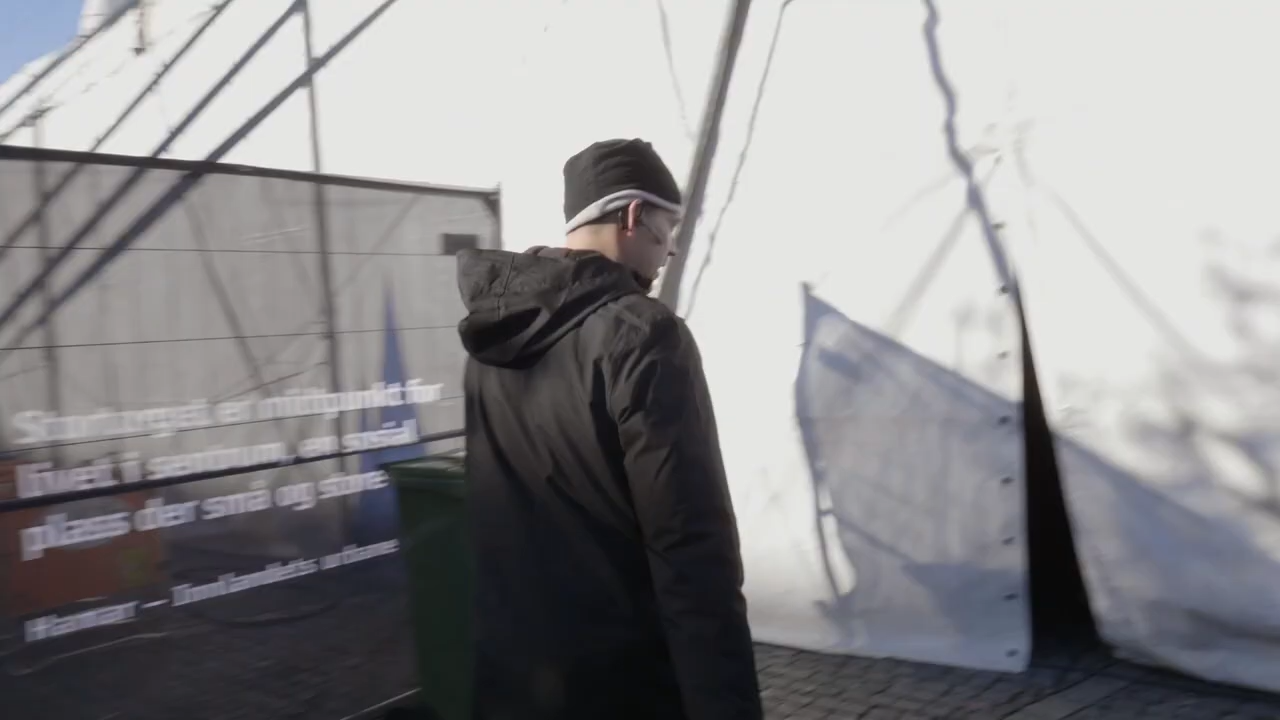 Stortorget er midtpunkt for
livet i sentrum, en sosial
plass der små og store
Hamar – Innlandets urbane